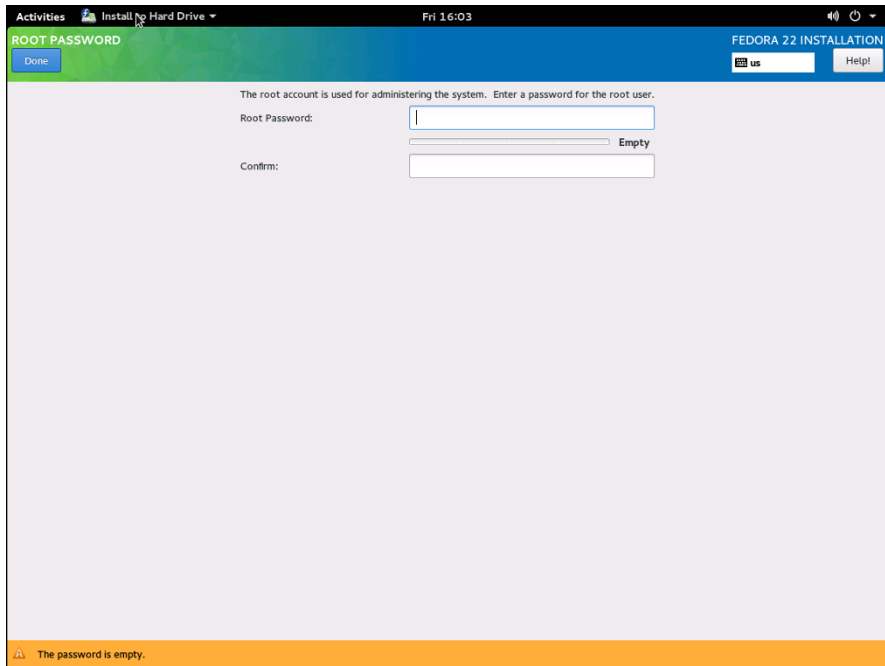 Activities Install to Hard Drive Fri 16:03
ROOT PASSWORD FEDORA 22 INSTALLATION
Done us Help!
The root account is used for administering the system. Enter a password for the root user.
Root Password:
Empty
Confirm:
The password is empty.